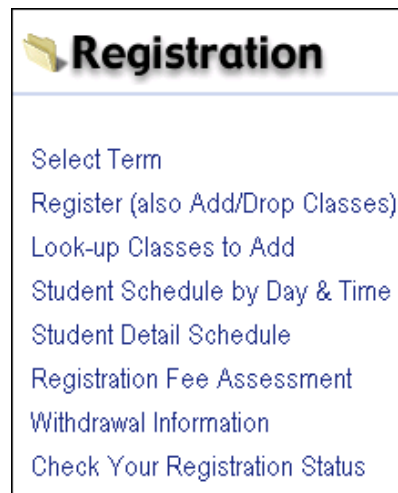 Registration
Select Term
Register (also Add/Drop Classes)
Look-up Classes to Add
Student Schedule by Day & Time
Student Detail Schedule
Registration Fee Assessment
Withdrawal Information
Check Your Registration Status